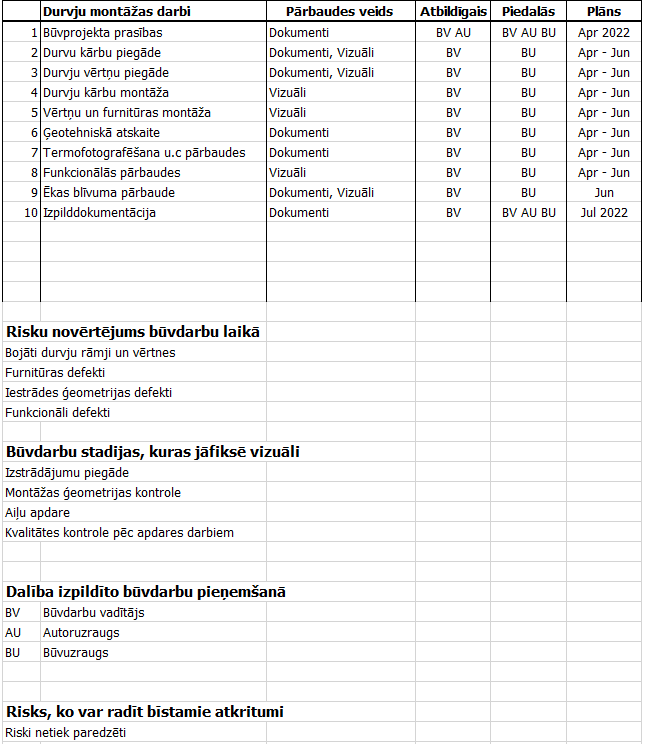 Durvju montāžas darbi Pārbaudes veids Atbildīgais Piedalās Plāns
1 Būvprojekta prasības Dokumenti BV AU BV AU BU Apr 2022
2 Durvu kārbu piegāde Dokumenti, Vizuāli BV BU Apr - Jun
3 Durvju vērtņu piegāde Dokumenti, Vizuāli BV BU Apr - Jun
4 Durvju kārbu montāža Vizuāli BV BU Apr - Jun
5 Vērtņu un furnitūras montāža Vizuāli BV BU Apr - Jun
6 Ģeotehniskā atskaite Dokumenti BV BU Apr - Jun
7 Termofotografēšana u.c pārbaudes Dokumenti BV BU Apr - Jun
8 Funkcionālās pārbaudes Vizuāli BV BU Apr - Jun
9 Ēkas blīvuma pārbaude Dokumenti, Vizuāli BV BU Jun
10 Izpilddokumentācija Dokumenti BV BV AU BU Jul 2022
Risku novērtējums būvdarbu laikā
Bojāti durvju rāmji un vērtnes
Furnitūras defekti
Iestrādes ģeometrijas defekti
Funkcionāli defekti
Būvdarbu stadijas, kuras jāfiksē vizuāli
Izstrādājumu piegāde
Montāžas ģeometrijas kontrole
Aiļu apdare
Kvalitātes kontrole pēc apdares darbiem
Dalība izpildīto būvdarbu pieņemšanā
BV Būvdarbu vadītājs
AU Autoruzraugs
BU Būvuzraugs
Risks, ko var radīt bīstamie atkritumi
Riski netiek paredzēti